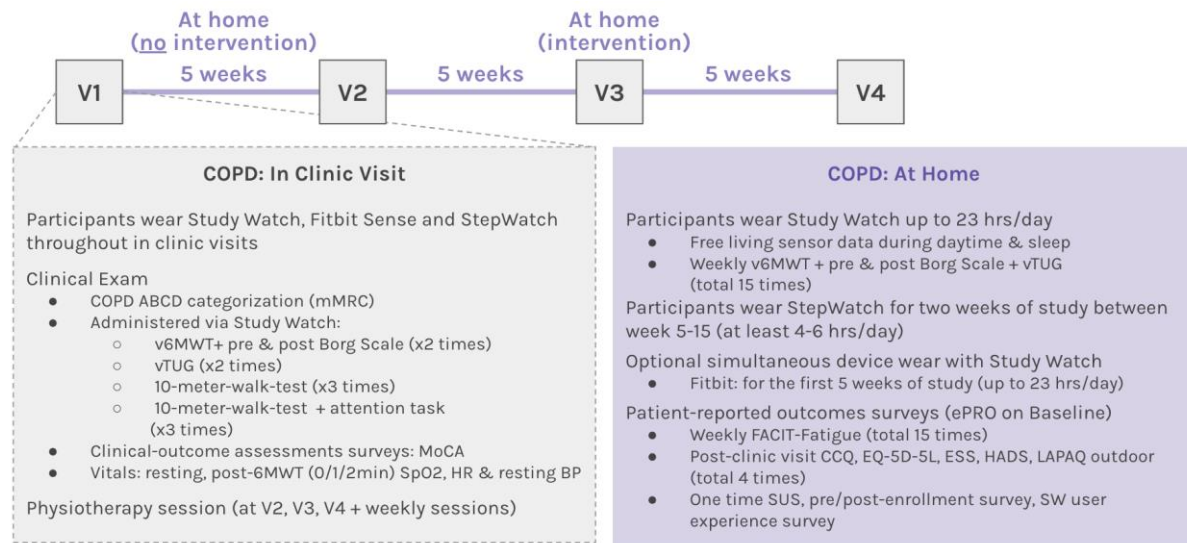 At home
(no intervention)
At home
(intervention)
5 weeks
5 weeks
5 weeks
V1
V2
V3
V4
COPD: In Clinic Visit
Participants wear Study Watch, Fitbit Sense and StepWatch
throughout in clinic visits
Clinical Exam
● COPD ABCD categorization (mMRC)
● Administered via Study Watch:
○ v6MWT+ pre & post Borg Scale (x2 times)
○ vTUG (x2 times)
○ 10-meter-walk-test (x3 times)
○ 10-meter-walk-test + attention task
(x3 times)
● Clinical-outcome assessments surveys: MoCA
● Vitals: resting, post-6MWT (0/1/2min) SpO2, HR & resting BP
Physiotherapy session (at V2, V3, V4 + weekly sessions)
COPD: At Home
Participants wear Study Watch up to 23 hrs/day
● Free living sensor data during daytime & sleep
● Weekly v6MWT + pre & post Borg Scale + vTUG
(total 15 times)
Participants wear StepWatch for two weeks of study between
week 5-15 (at least 4-6 hrs/day)
Optional simultaneous device wear with Study Watch
● Fitbit: for the first 5 weeks of study (up to 23 hrs/day)
Patient-reported outcomes surveys (ePRO on Baseline)
● Weekly FACIT-Fatigue (total 15 times)
● Post-clinic visit CCQ, EQ-5D-5L, ESS, HADS, LAPAQ outdoor
(total 4 times)
● One time SUS, pre/post-enrollment survey, SW user
experience survey